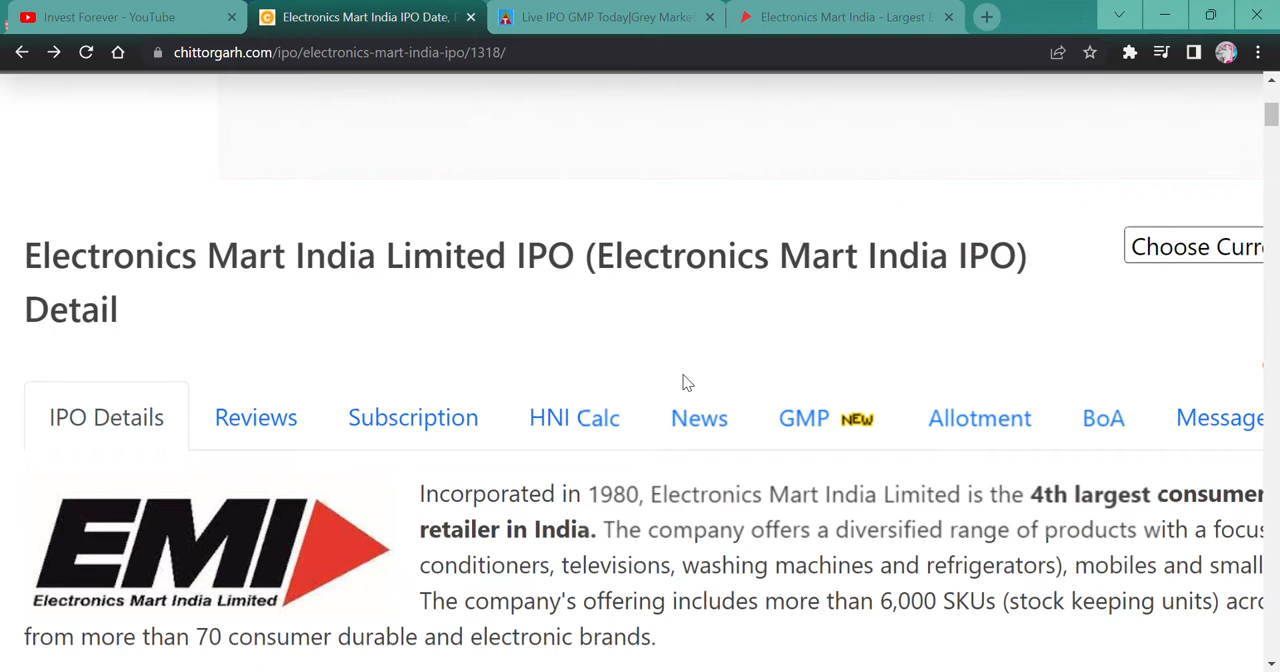 Invest Forever - YouTube
Electronics Mart India IPO Date,
Live IPO GMP Today|Grey Marke
Electronics Mart India - Largest E
chittorgarh.com/ipo/electronics-mart-india-ipo/1318/
Electronics Mart India Limited IPO (Electronics Mart India IPO)
Detail
Choose Curr
IPO Details Reviews Subscription HNI Calc News GMP NEW Allotment BoA Message
EMI
Electronics Mart India Limited
Incorporated in 1980, Electronics Mart India Limited is the 4th largest consumer
retailer in India. The company offers a diversified range of products with a focu
conditioners, televisions, washing machines and refrigerators), mobiles and small
The company's offering includes more than 6,000 SKUs (stock keeping units) acr
from more than 70 consumer durable and electronic brands.